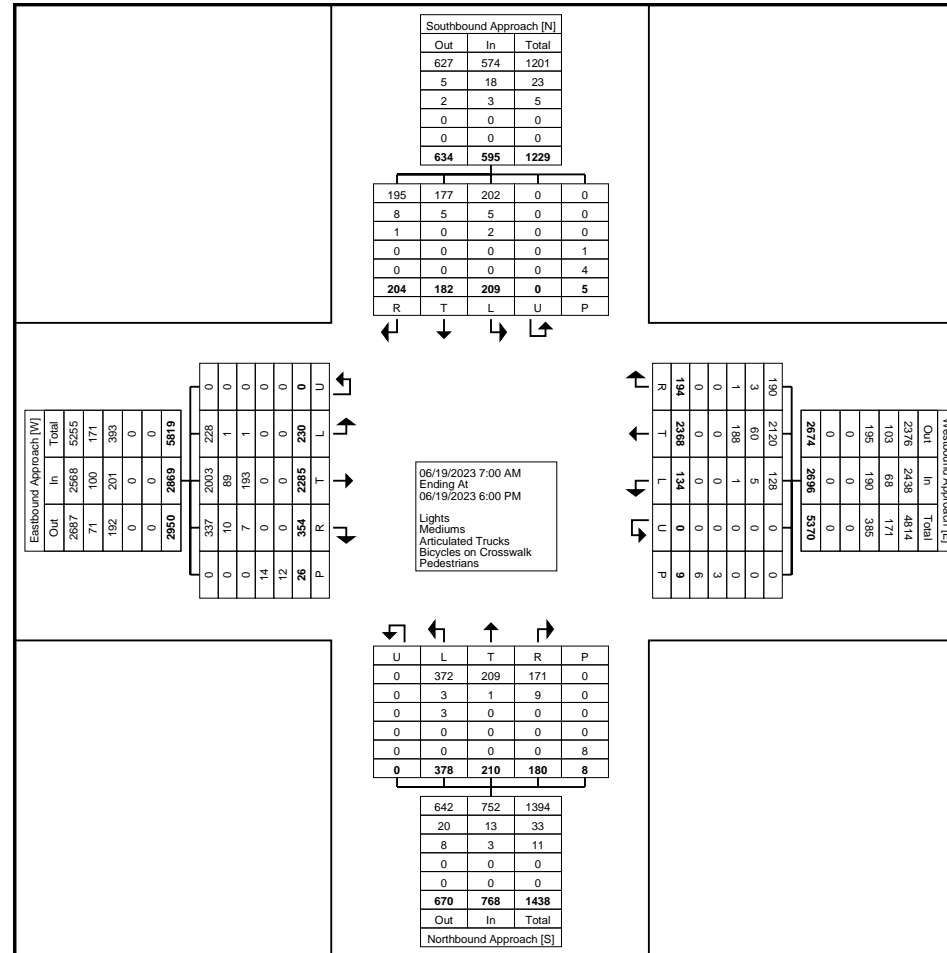 Southbound Approach [N]
Out In Total
627 574 1201
5 18 23
2 3 5
0 0 0
0 0 0
634 595 1229
195 177 202 0 0
8 5 5 0 0
1 0 2 0 0
0 0 0 0 1
0 0 0 0 4
204 182 209 0 5
R T L U P
Eastbound Approach [W]
Out In Total
2687 2568 5255
71 100 171
192 201 393
0 0 0
0 0 0
2950 2869 5819
0 337 2003 228 0
0 10 89 1 0
0 7 193 1 0
14 0 0 0 0
12 0 0 0 0
26 354 2285 230 0
P R T L U
06/19/2023 7:00 AM
Ending At
06/19/2023 6:00 PM
Lights
Mediums
Articulated Trucks
Bicycles on Crosswalk
Pedestrians
Westbound Approach [E]
Out In Total
2376 2438 4814
103 68 171
195 190 385
0 0 0
0 0 0
2674 2696 5370
190 2120 128 0 0
3 60 5 0 0
1 188 1 0 0
0 0 0 0 3
0 0 0 0 6
194 2368 134 0 9
R T L U P
U L T R P
0 372 209 171 0
0 3 1 9 0
0 3 0 0 0
0 0 0 0 0
0 0 0 0 8
0 378 210 180 8
642 752 1394
20 13 33
8 3 11
0 0 0
0 0 0
670 768 1438
Out In Total
Northbound Approach [S]